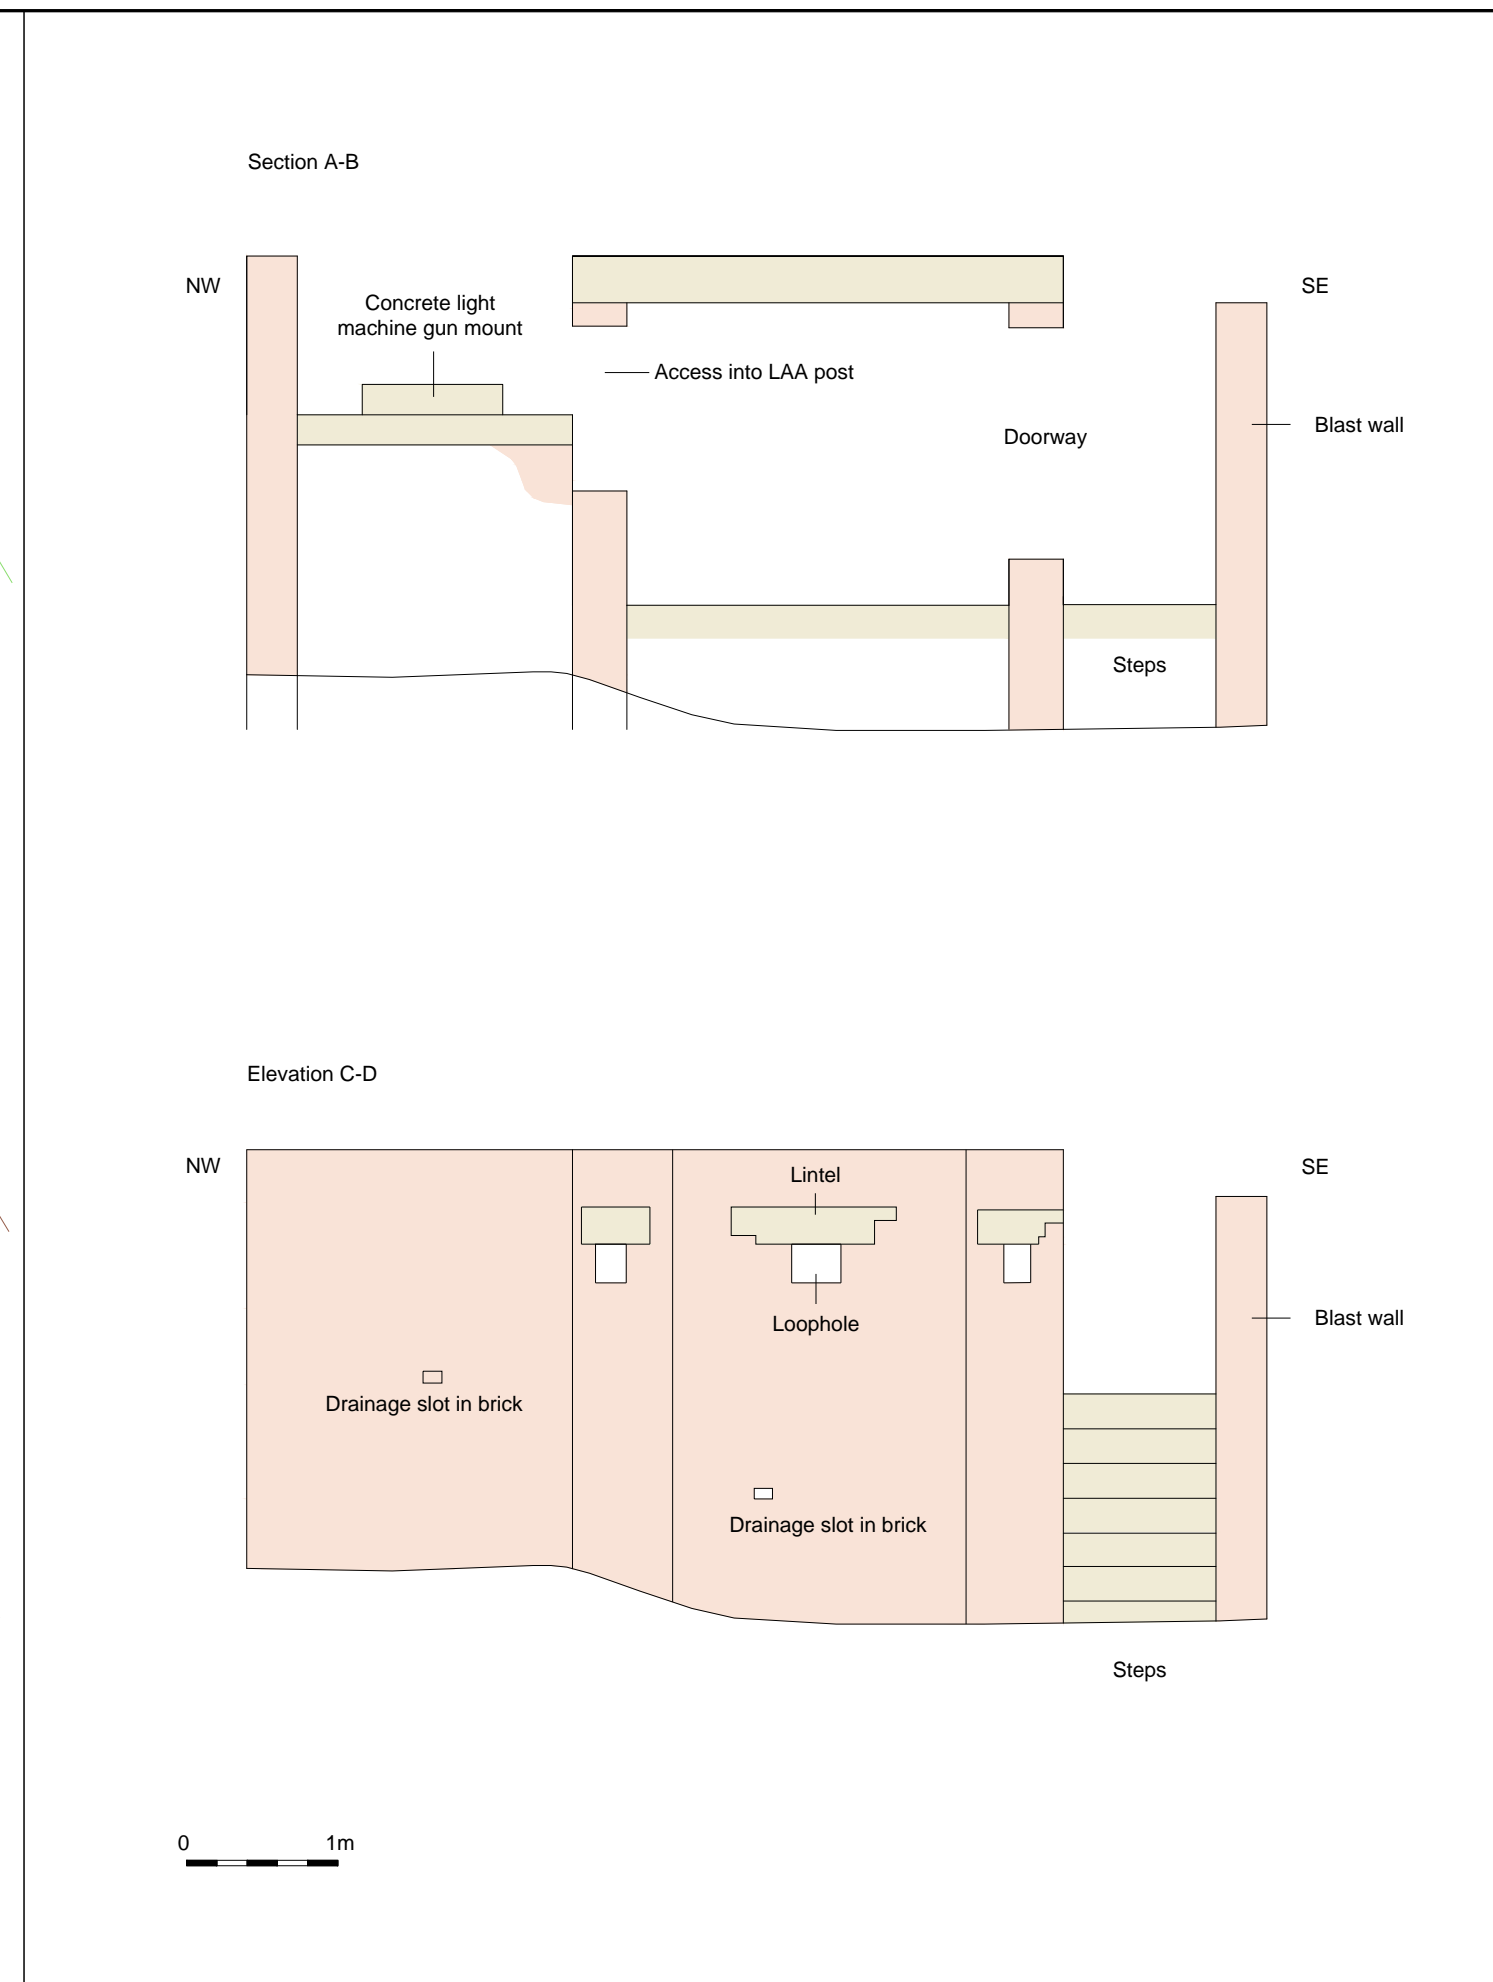 Section A-B
NW
SE
Concrete light
machine gun mount
Access into LAA post
Blast wall
Doorway
Steps
Elevation C-D
NW
SE
Lintel
Loophole
Blast wall
Drainage slot in brick
Drainage slot in brick
Steps
0 1m